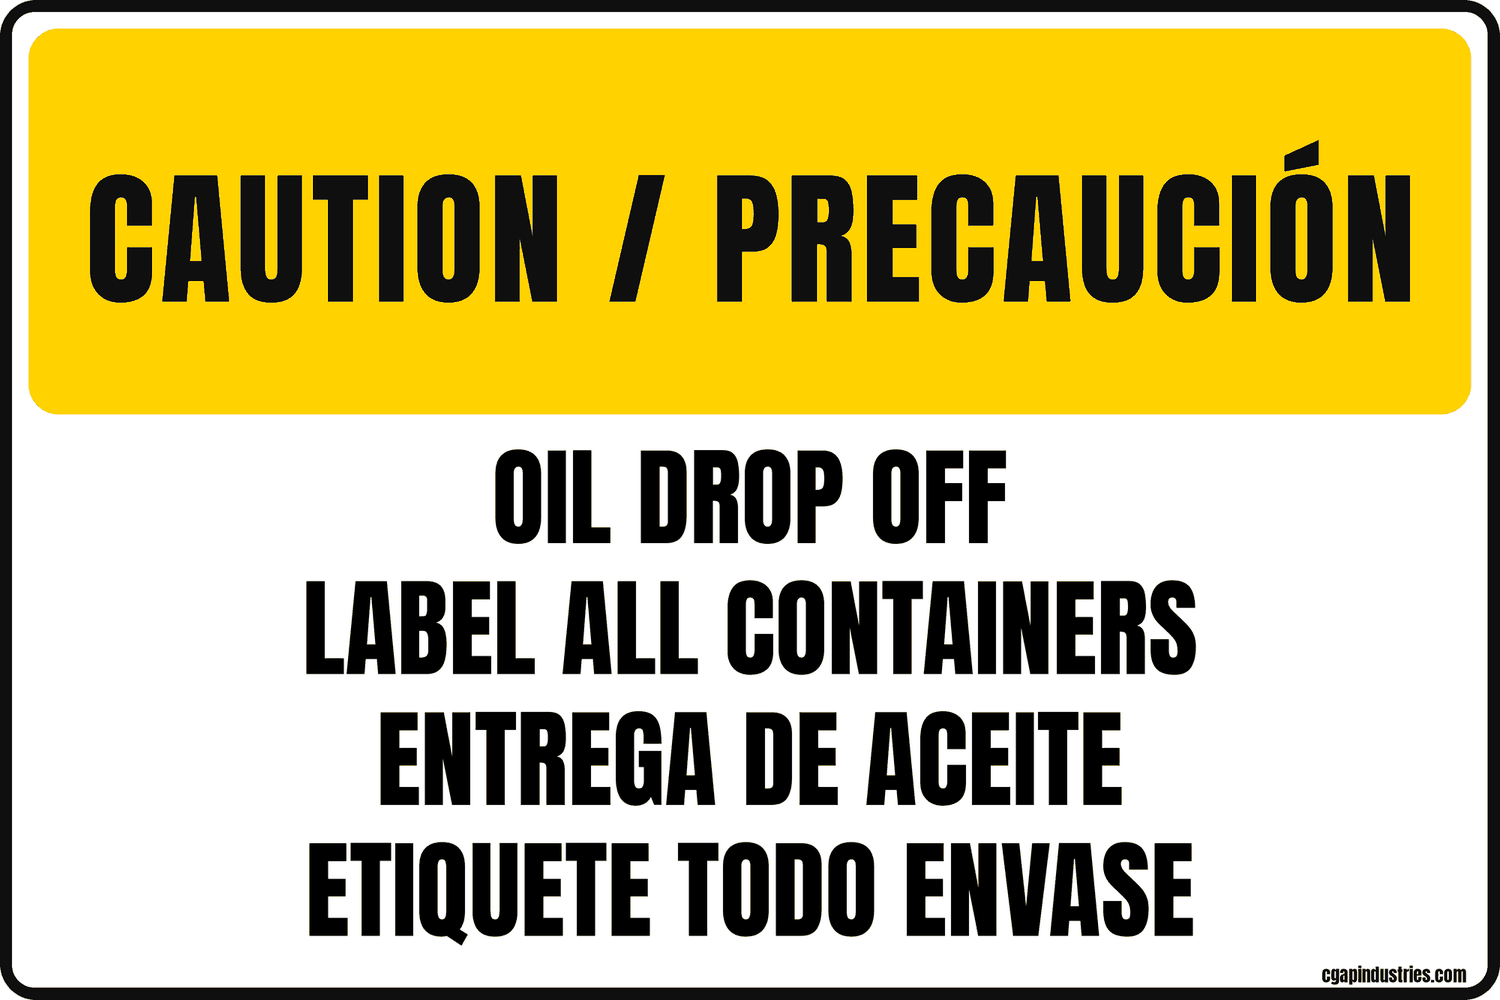 CAUTION / PRECAUCIÓN
OIL DROP OFF
LABEL ALL CONTAINERS
ENTREGA DE ACEITE
ETIQUETE TODO ENVASE
cgapindustries.com